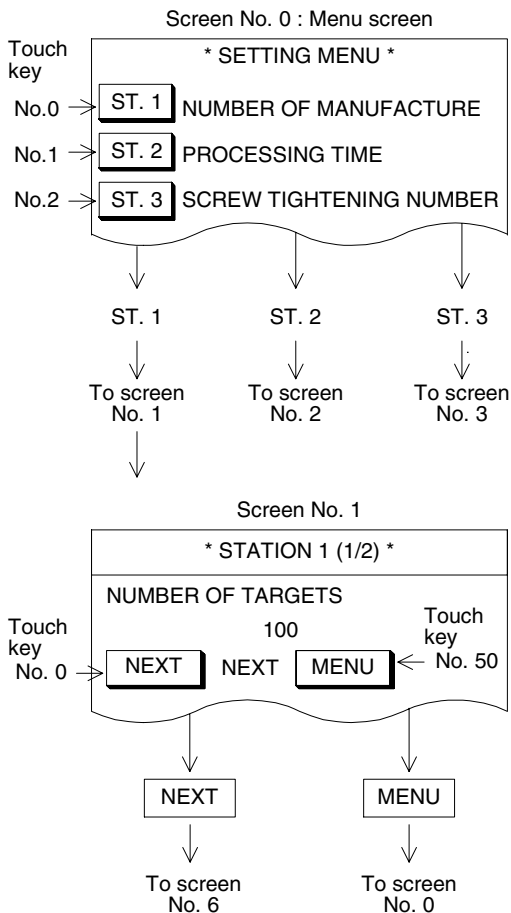 Screen No. 0 : Menu screen
Touch
key
* SETTING MENU *
No.0 ST. 1 NUMBER OF MANUFACTURE
No.1 ST. 2 PROCESSING TIME
No.2 ST. 3 SCREW TIGHTENING NUMBER
ST. 1 ST. 2 ST. 3
To screen To screen To screen
No. 1 No. 2 No. 3
Screen No. 1
* STATION 1 (1/2) *
NUMBER OF TARGETS
100
Touch
key
No. 0 NEXT NEXT MENU
Touch
key
No. 50
NEXT MENU
To screen To screen
No. 6 No. 0